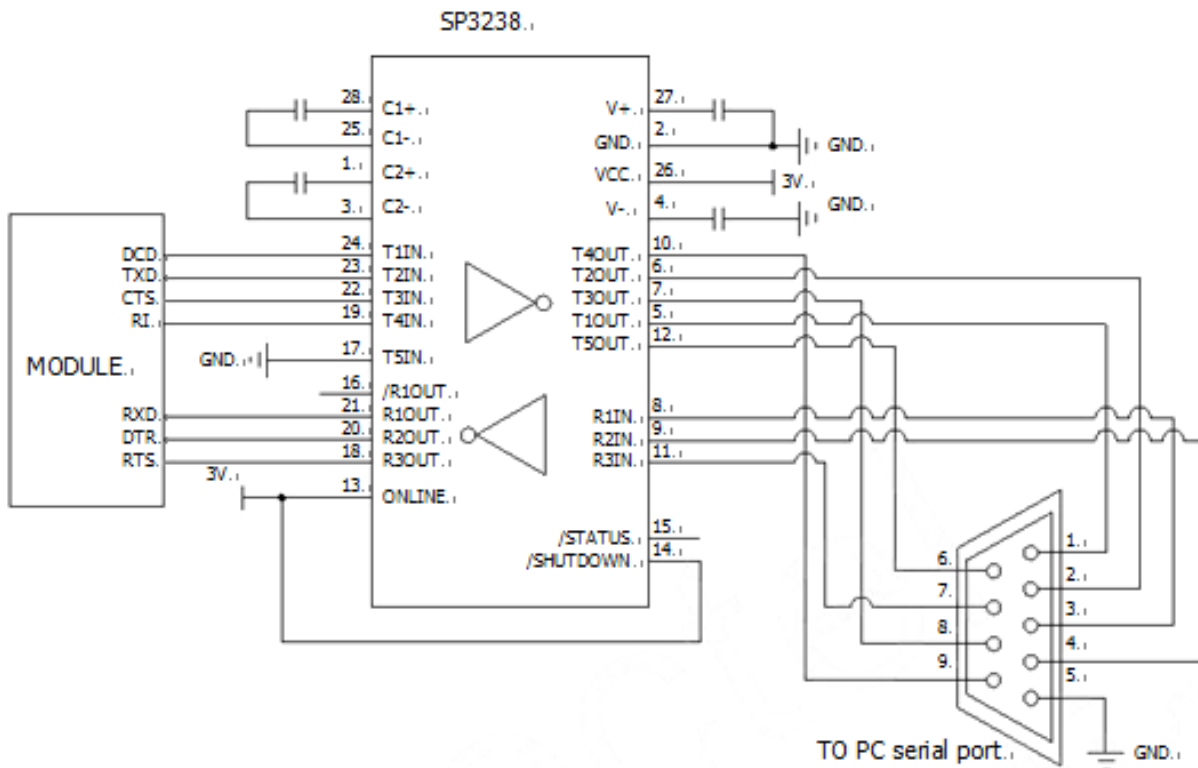 SP3238.
28. C1+. V+. 27.
25. C1-. GND. 2. GND.
1. C2+. VCC. 26. 3V.
3. C2-. V-. 4. GND.
DCD. 24. T1IN. T4OUT. 10.
TXD. 23. T2IN. T2OUT. 6.
CTS. 22. T3IN. T3OUT. 7.
RI. 19. T4IN. T1OUT. 5.
MODULE. GND. 17. T5IN. T5OUT. 12.
16. /R1OUT.
RXD. 21. R1OUT. R1IN. 8.
DTR. 20. R2OUT. R2IN. 9.
RTS. 18. R3OUT. R3IN. 11.
3V. 13. ONLINE.
/STATUS. 15.
/SHUTDOWN. 14.
6. 1.
7. 2.
8. 3.
9. 4.
5.
TO PC serial port. GND.